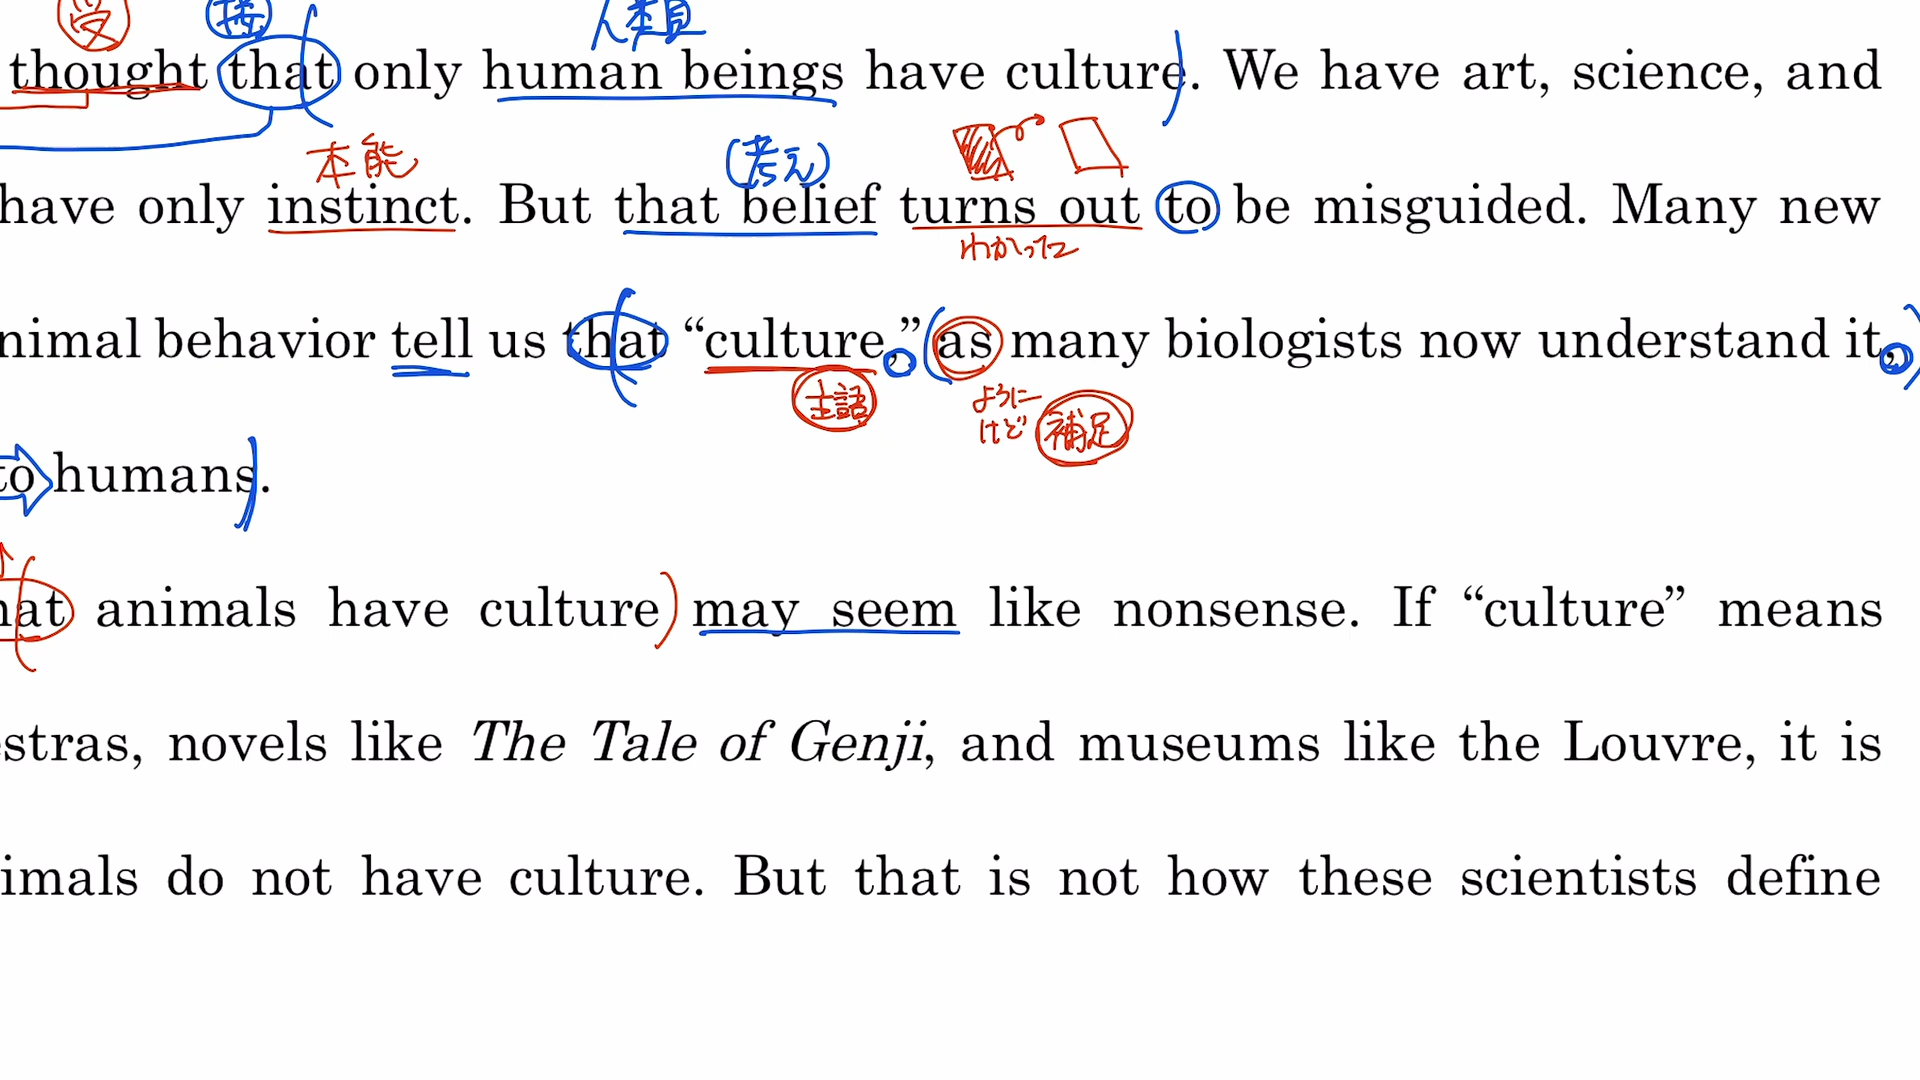 受 接 人類
thought that only human beings have culture. We have art, science, and
本能 (考え)
have only instinct. But that belief turns out to be misguided. Many new
わかった
nimal behavior tell us that “culture,” (as many biologists now understand it,)
主語 ように
けど 補足
to humans).
hat animals have culture) may seem like nonsense. If “culture” means
estras, novels like The Tale of Genji, and museums like the Louvre, it is
imals do not have culture. But that is not how these scientists define